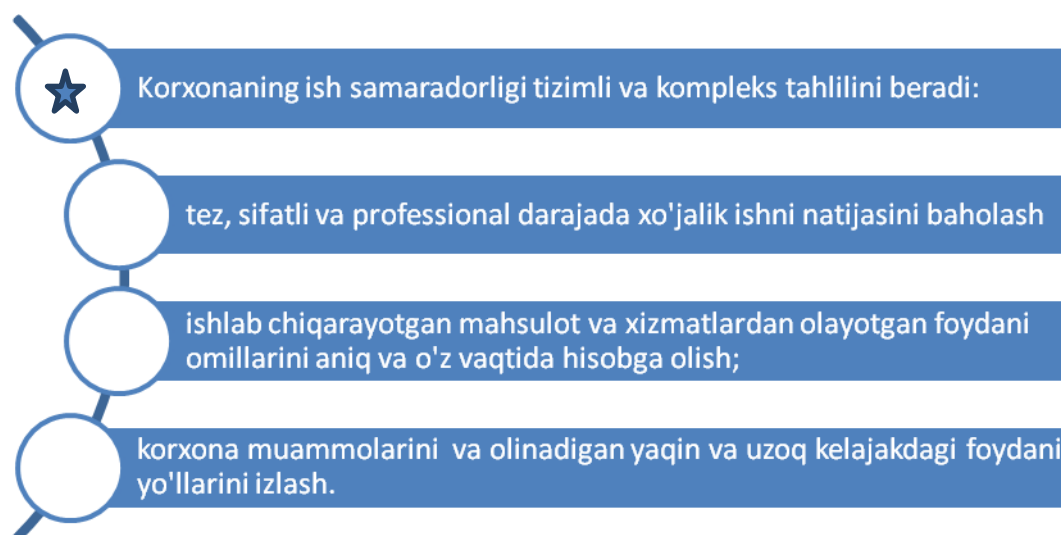 Korxonaning ish samaradorligi tizimli va kompleks tahlilini beradi:
tez, sifatli va professional darajada xo'jalik ishni natijasini baholash
ishlab chiqarayotgan mahsulot va xizmatlardan olayotgan foydani
omillarini aniq va o'z vaqtida hisobga olish;
korxona muammolarini va olinadigan yaqin va uzoq kelajakdagi foydani
yo'llarini izlash.